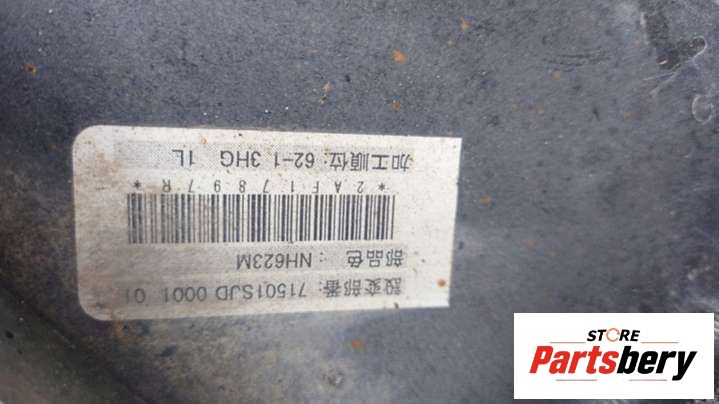 設変部番: 71501SJD 0001 01
部品色 : NH623M
*2AF17897R*
加工順位: 62-1 3HG 1L
STORE
Partsbery